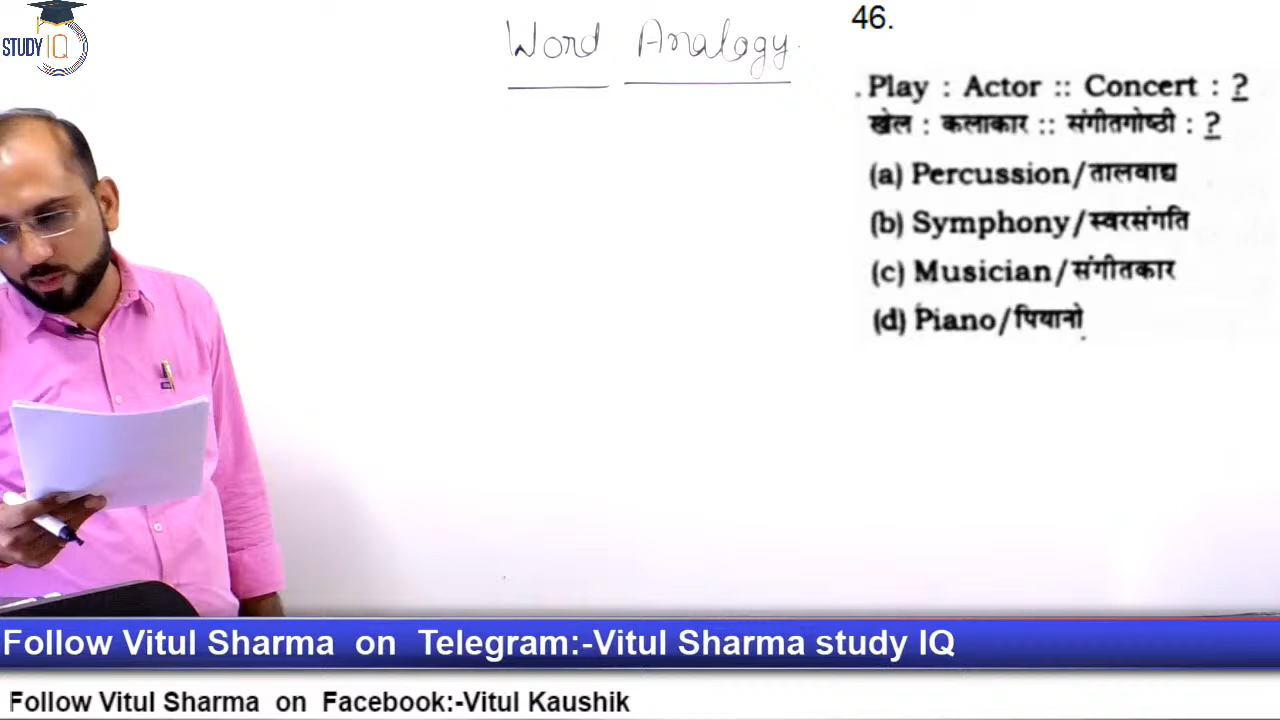 STUDY IQ
Word Analogy.
46.
Play : Actor :: Concert : ?
खेल : कलाकार :: संगीतगोष्ठी : ?
(a) Percussion/तालवाद्य
(b) Symphony/स्वरसंगति
(c) Musician/संगीतकार
(d) Piano/पियानो
Follow Vitul Sharma on Telegram:-Vitul Sharma study IQ
Follow Vitul Sharma on Facebook:-Vitul Kaushik